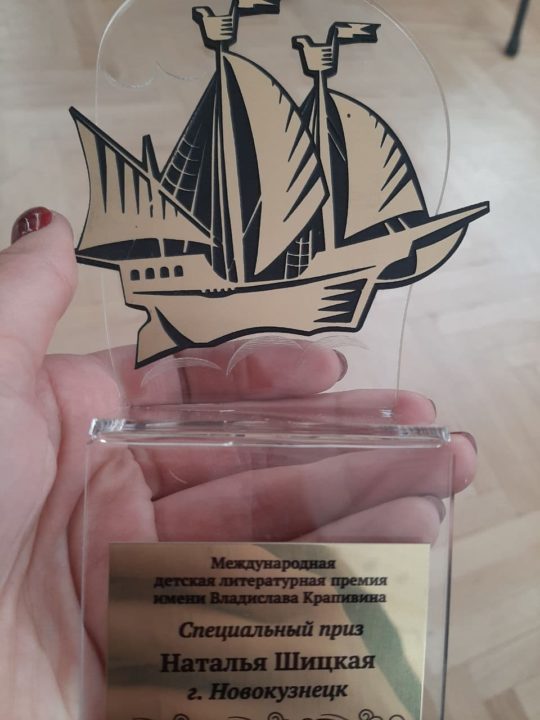 Международная
детская литературная премия
имени Владислава Крапивина
Специальный приз
Наталья Шицкая
г. Новокузнецк